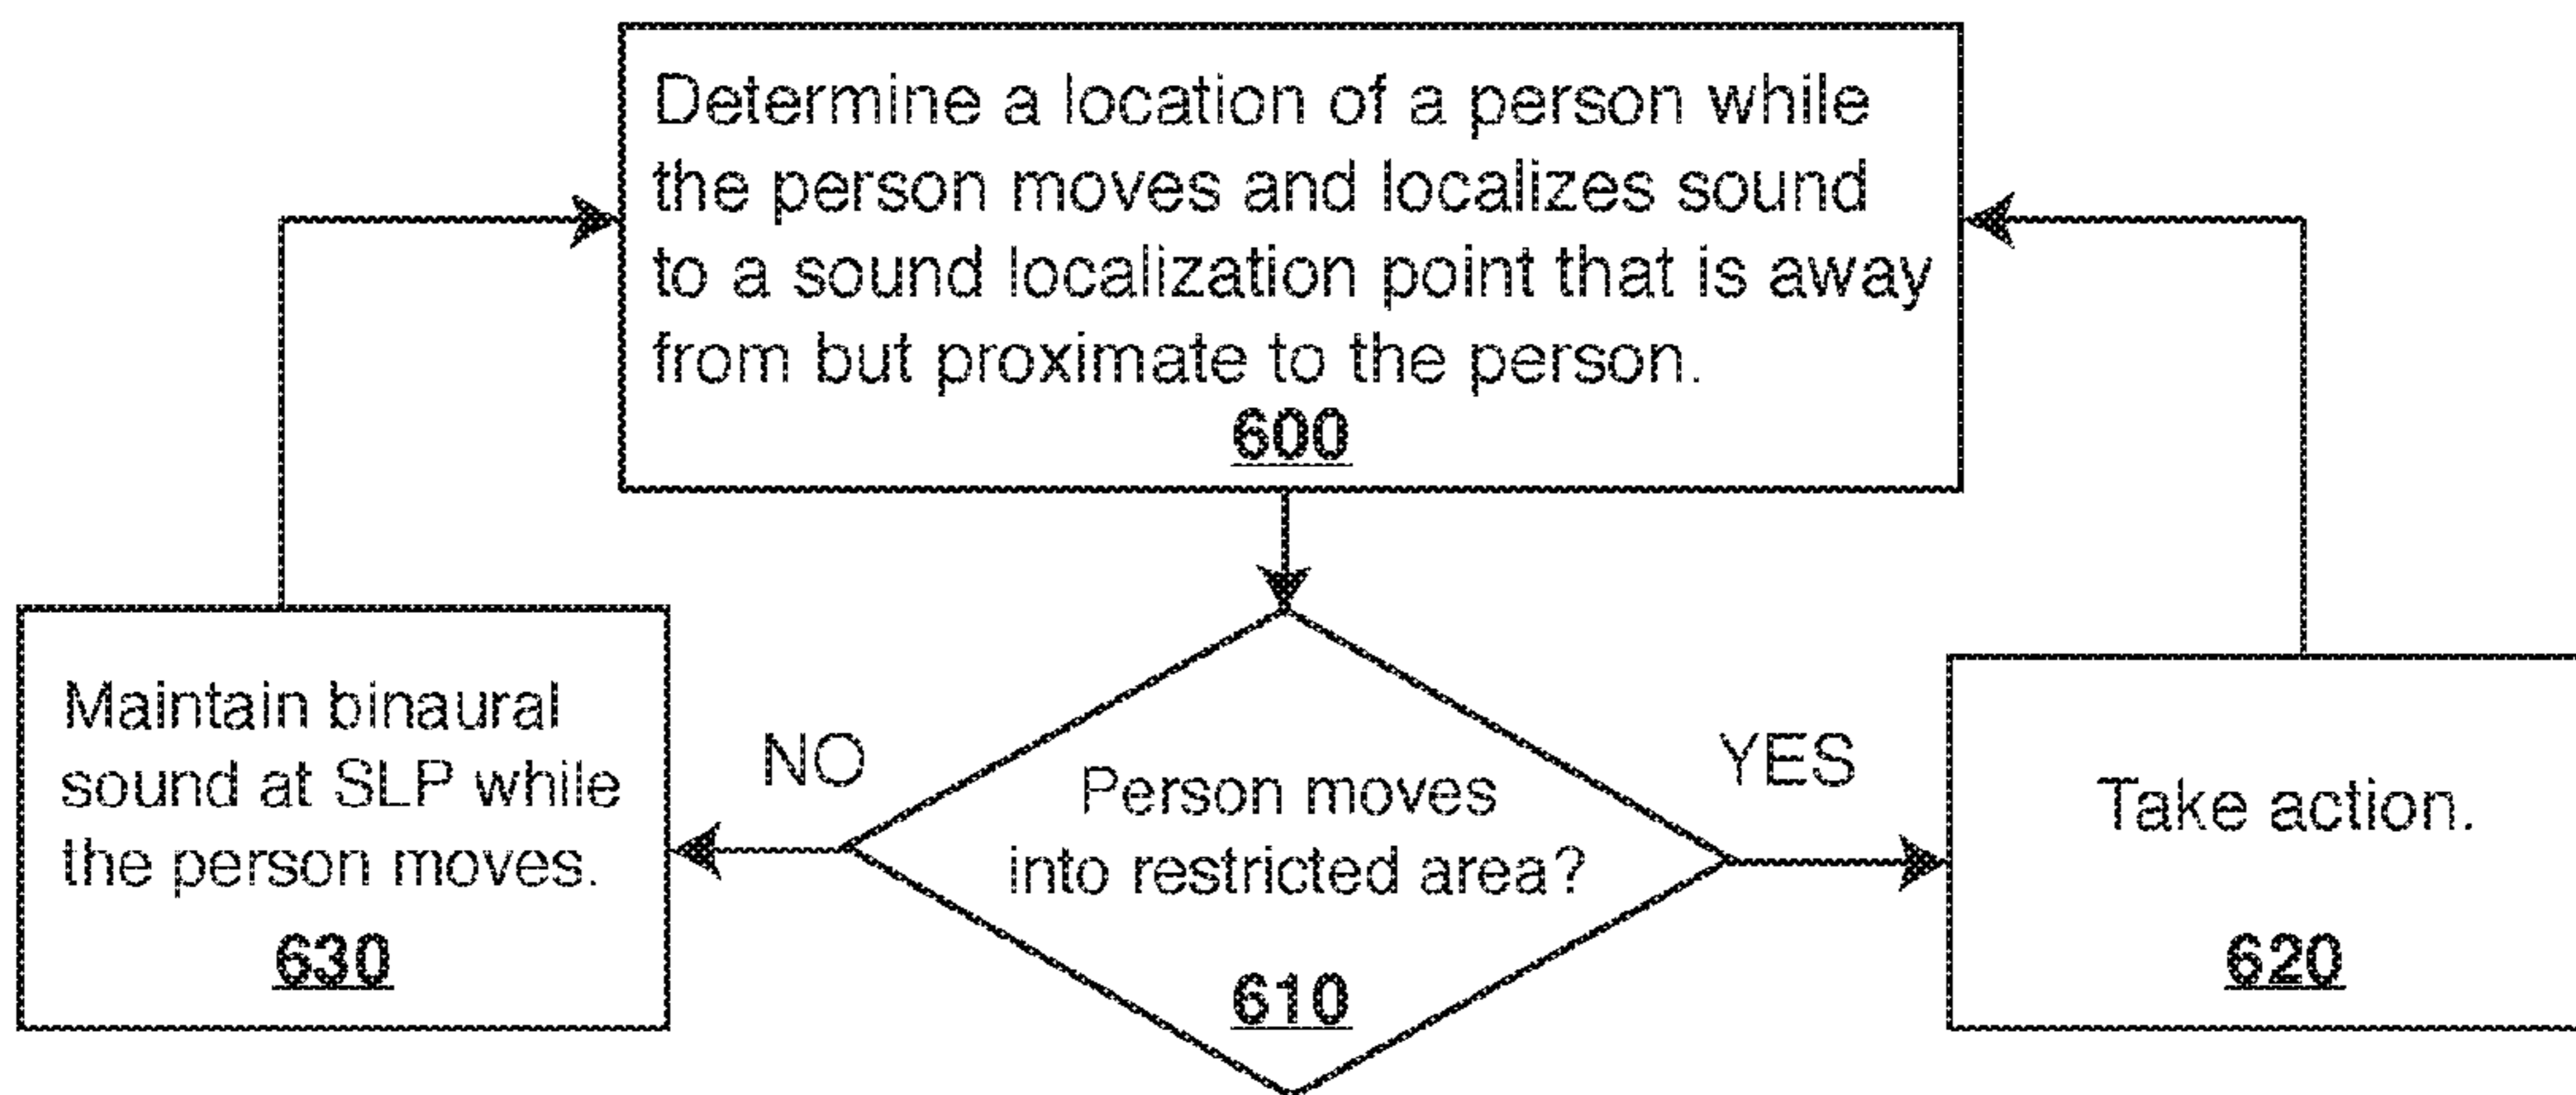 Determine a location of a person while
the person moves and localizes sound
to a sound localization point that is away
from but proximate to the person.
600
Maintain binaural
sound at SLP while
the person moves.
630
NO
Person moves
into restricted area?
610
YES
Take action.
620